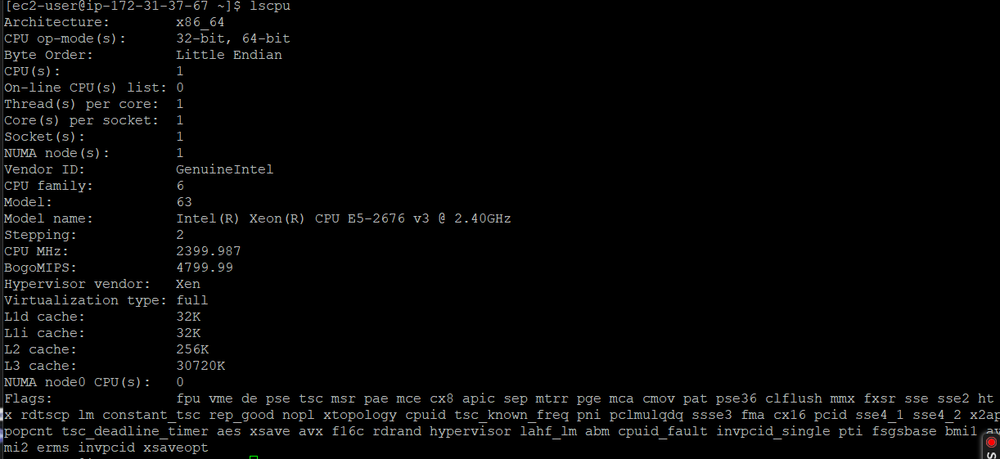 [ec2-user@ip-172-31-37-67 ~]$ lscpu
Architecture: x86_64
CPU op-mode(s): 32-bit, 64-bit
Byte Order: Little Endian
CPU(s): 1
On-line CPU(s) list: 0
Thread(s) per core: 1
Core(s) per socket: 1
Socket(s): 1
NUMA node(s): 1
Vendor ID: GenuineIntel
CPU family: 6
Model: 63
Model name: Intel(R) Xeon(R) CPU E5-2676 v3 @ 2.40GHz
Stepping: 2
CPU MHz: 2399.987
BogoMIPS: 4799.99
Hypervisor vendor: Xen
Virtualization type: full
L1d cache: 32K
L1i cache: 32K
L2 cache: 256K
L3 cache: 30720K
NUMA node0 CPU(s): 0
Flags: fpu vme de pse tsc msr pae mce cx8 apic sep mtrr pge mca cmov pat pse36 clflush mmx fxsr sse sse2 ht
x rdtscp lm constant_tsc rep_good nopl xtopology cpuid tsc_known_freq pni pclmulqdq ssse3 fma cx16 pcid sse4_1 sse4_2 x2ap
popcnt tsc_deadline_timer aes xsave avx f16c rdrand hypervisor lahf_lm abm cpuid_fault invpcid_single pti fsgsbase bmi1 av
mi2 erms invpcid xsaveopt